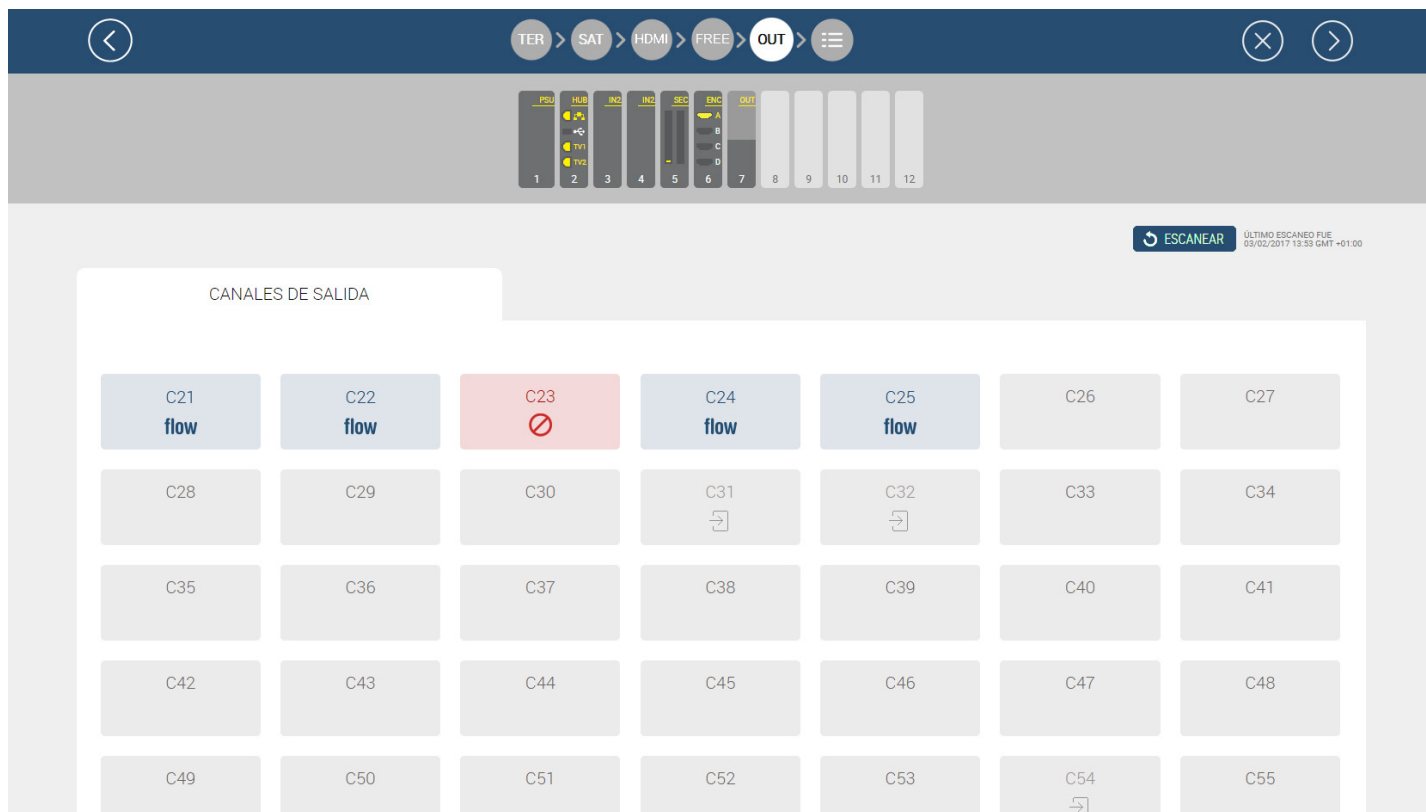 TER > SAT > HDMI > FREE > OUT >
PSU HUB IN2 IN2 SEC ENC OUT
A
B
TV1 C
TV2 D
1 2 3 4 5 6 7 8 9 10 11 12
ESCANEAR
ÚLTIMO ESCANEO FUE
03/02/2017 13:53 GMT +01:00
CANALES DE SALIDA
C21 C22 C23 C24 C25 C26 C27
flow flow flow flow
C28 C29 C30 C31 C32 C33 C34
C35 C36 C37 C38 C39 C40 C41
C42 C43 C44 C45 C46 C47 C48
C49 C50 C51 C52 C53 C54 C55